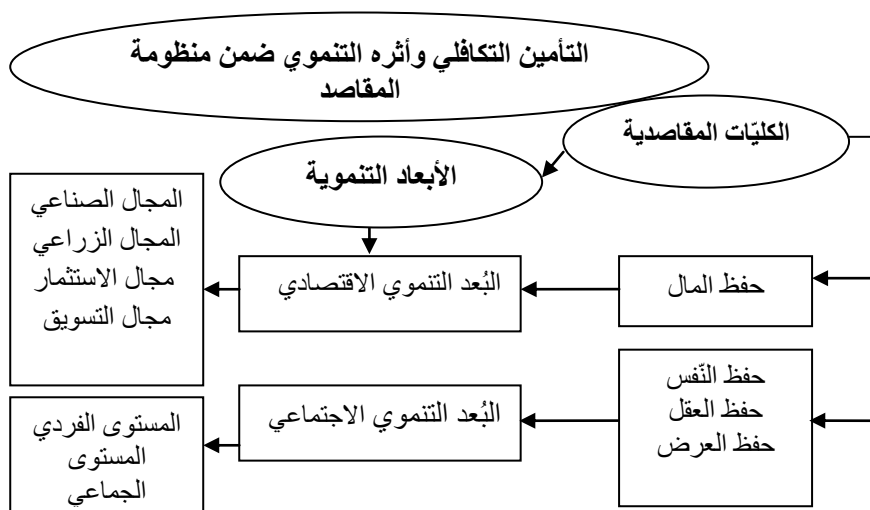 التأمين التكافلي وأثره التنموي ضمن منظومة
المقاصد
الكليّات المقاصدية
الأبعاد التنموية
حفظ المال
البُعد التنموي الاقتصادي
المجال الصناعي
المجال الزراعي
مجال الاستثمار
مجال التسويق
حفظ النّفس
حفظ العقل
حفظ العرض
البُعد التنموي الاجتماعي
المستوى الفردي
المستوى
الجماعي